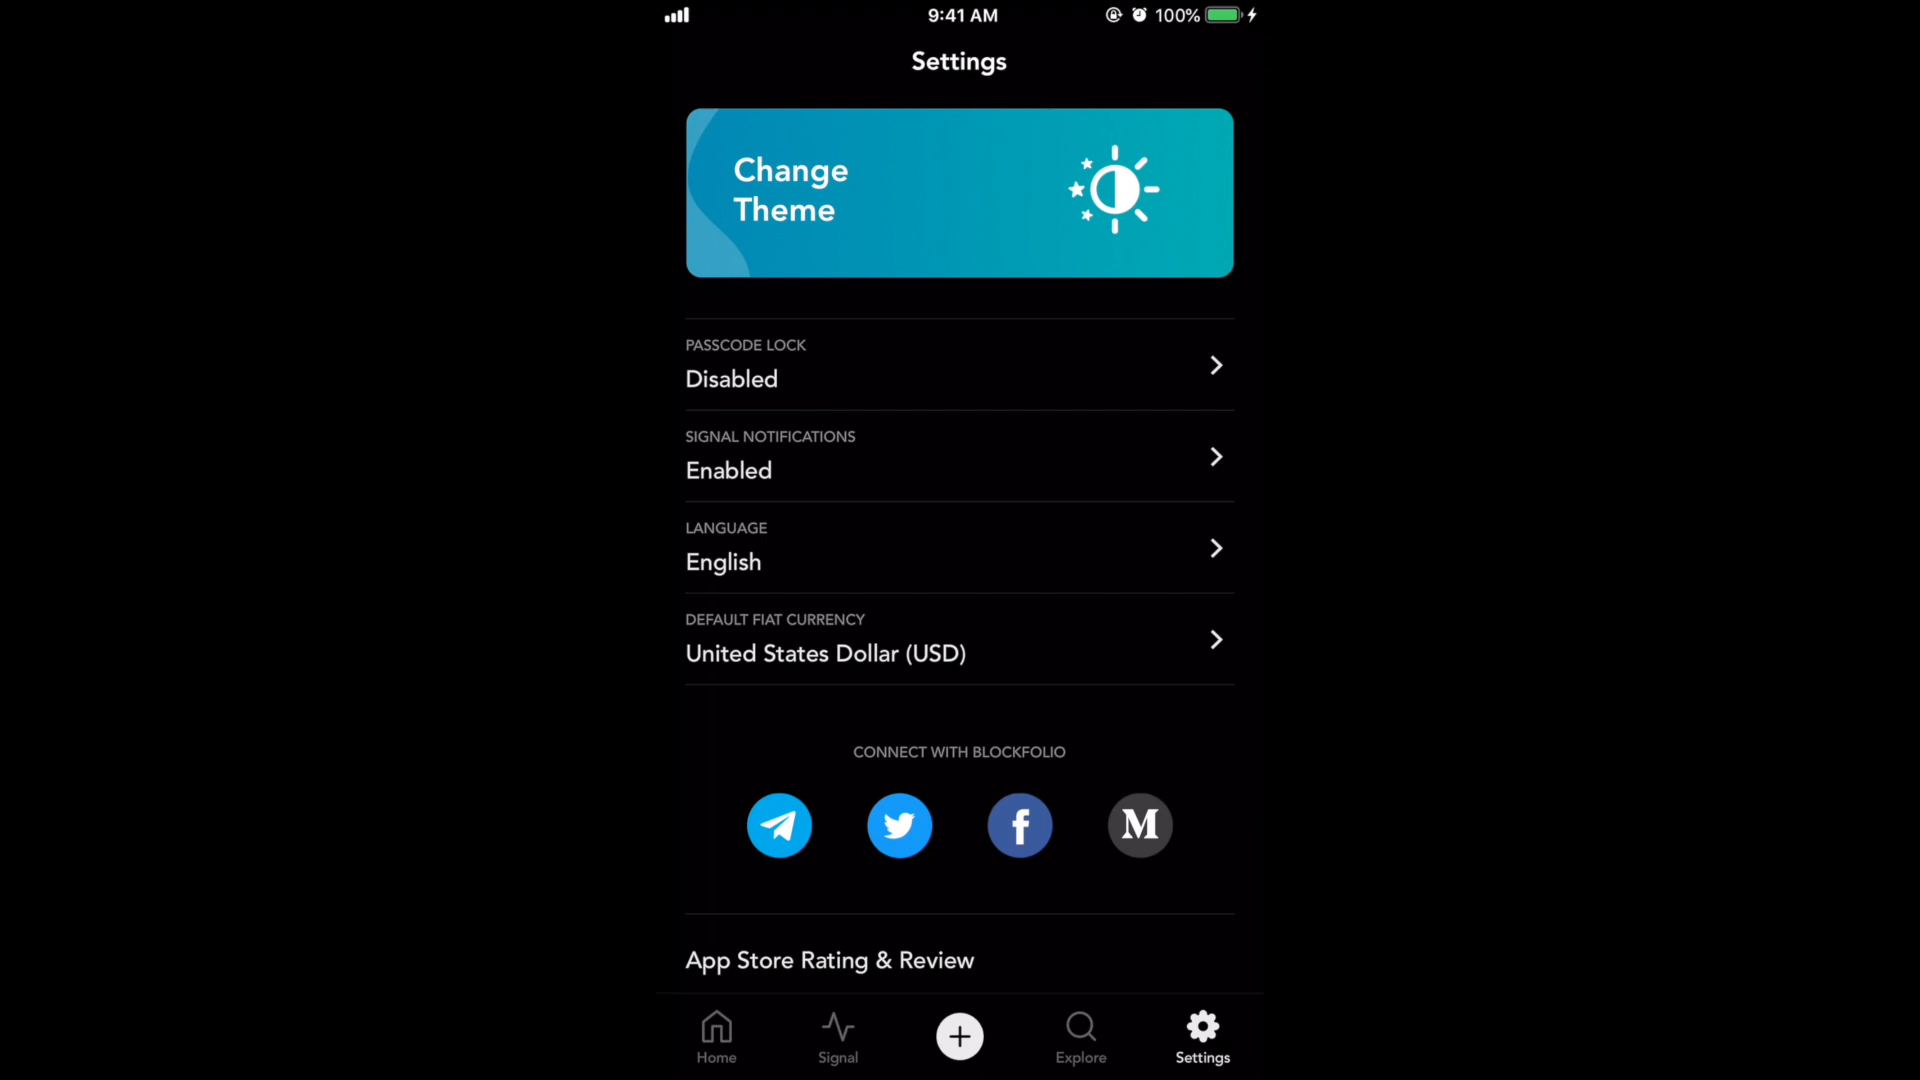 9:41 AM
100%
Settings
Change
Theme
PASSCODE LOCK
Disabled
SIGNAL NOTIFICATIONS
Enabled
LANGUAGE
English
DEFAULT FIAT CURRENCY
United States Dollar (USD)
CONNECT WITH BLOCKFOLIO
App Store Rating & Review
Home
Signal
Explore
Settings